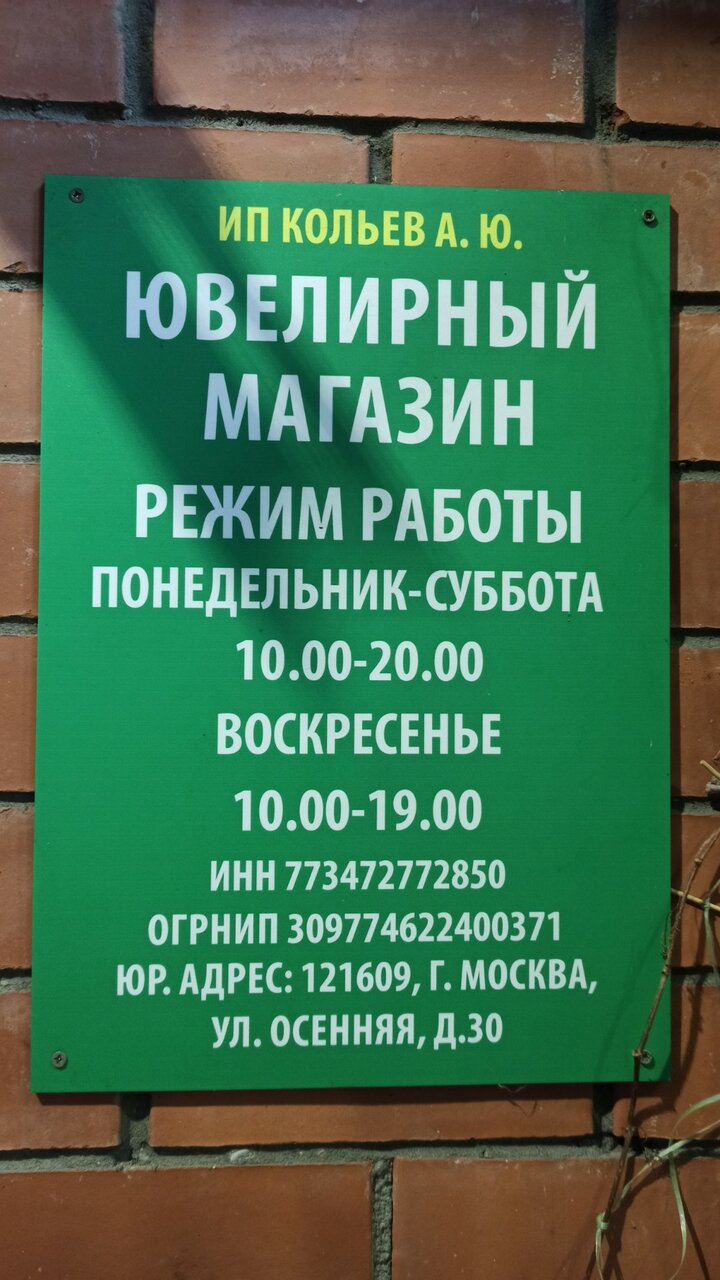 ИП КОЛЬЕВ А. Ю.
ЮВЕЛИРНЫЙ
МАГАЗИН
РЕЖИМ РАБОТЫ
ПОНЕДЕЛЬНИК-СУББОТА
10.00-20.00
ВОСКРЕСЕНЬЕ
10.00-19.00
ИНН 773472772850
ОГРНИП 309774622400371
ЮР. АДРЕС: 121609, Г. МОСКВА,
УЛ. ОСЕННЯЯ, Д.30